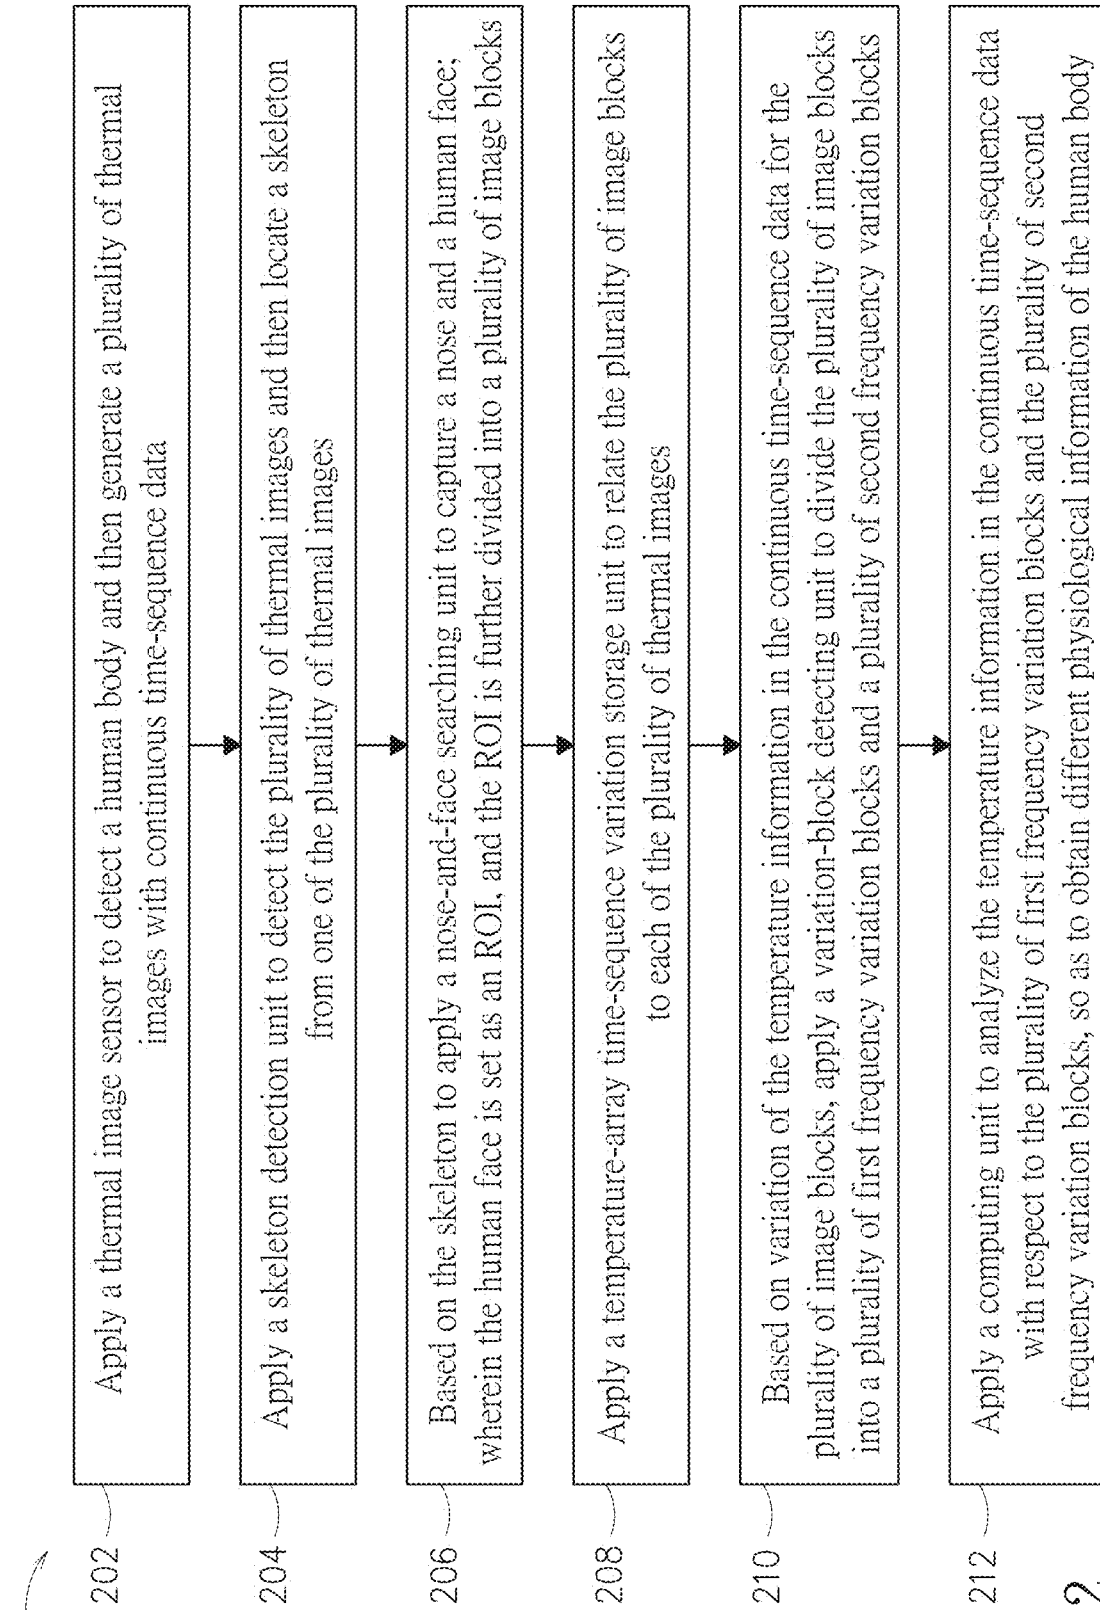 202
Apply a thermal image sensor to detect a human body and then generate a plurality of thermal
images with continuous time-sequence data
204
Apply a skeleton detection unit to detect the plurality of thermal images and then locate a skeleton
from one of the plurality of thermal images
206
Based on the skeleton to apply a nose-and-face searching unit to capture a nose and a human face;
wherein the human face is set as an ROI, and the ROI is further divided into a plurality of image blocks
208
Apply a temperature-array time-sequence variation storage unit to relate the plurality of image blocks
to each of the plurality of thermal images
210
Based on variation of the temperature information in the continuous time-sequence data for the
plurality of image blocks, apply a variation-block detecting unit to divide the plurality of image blocks
into a plurality of first frequency variation blocks and a plurality of second frequency variation blocks
212
Apply a computing unit to analyze the temperature information in the continuous time-sequence data
with respect to the plurality of first frequency variation blocks and the plurality of second
frequency variation blocks, so as to obtain different physiological information of the human body
2